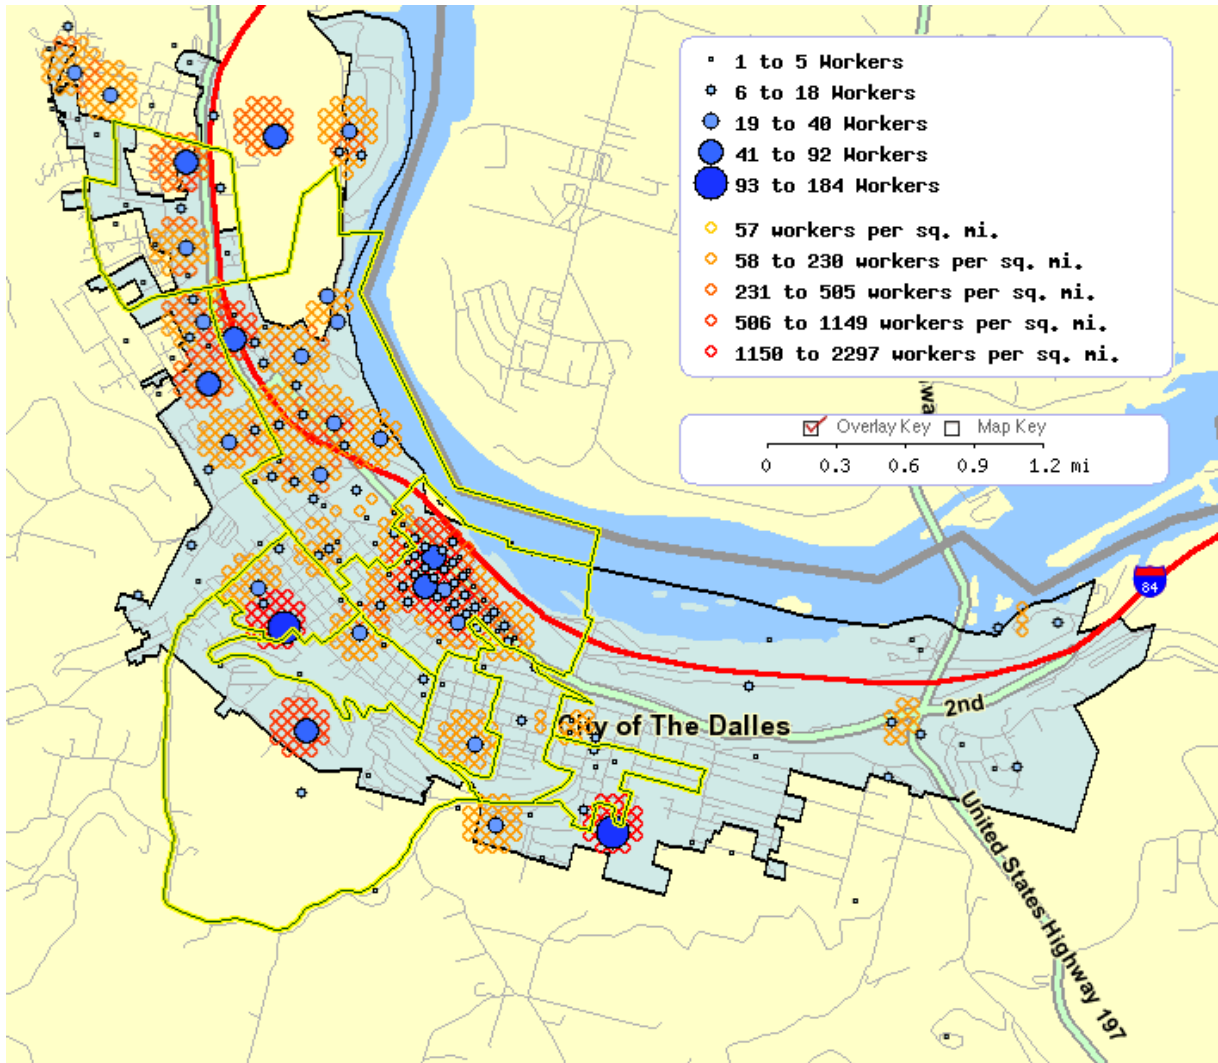 1 to 5 Workers
6 to 18 Workers
19 to 40 Workers
41 to 92 Workers
93 to 184 Workers
57 workers per sq. mi.
58 to 230 workers per sq. mi.
231 to 505 workers per sq. mi.
506 to 1149 workers per sq. mi.
1150 to 2297 workers per sq. mi.
wa
Overlay Key Map Key
0 0.3 0.6 0.9 1.2 mi
84
2nd
City of The Dalles
United States Highway 197